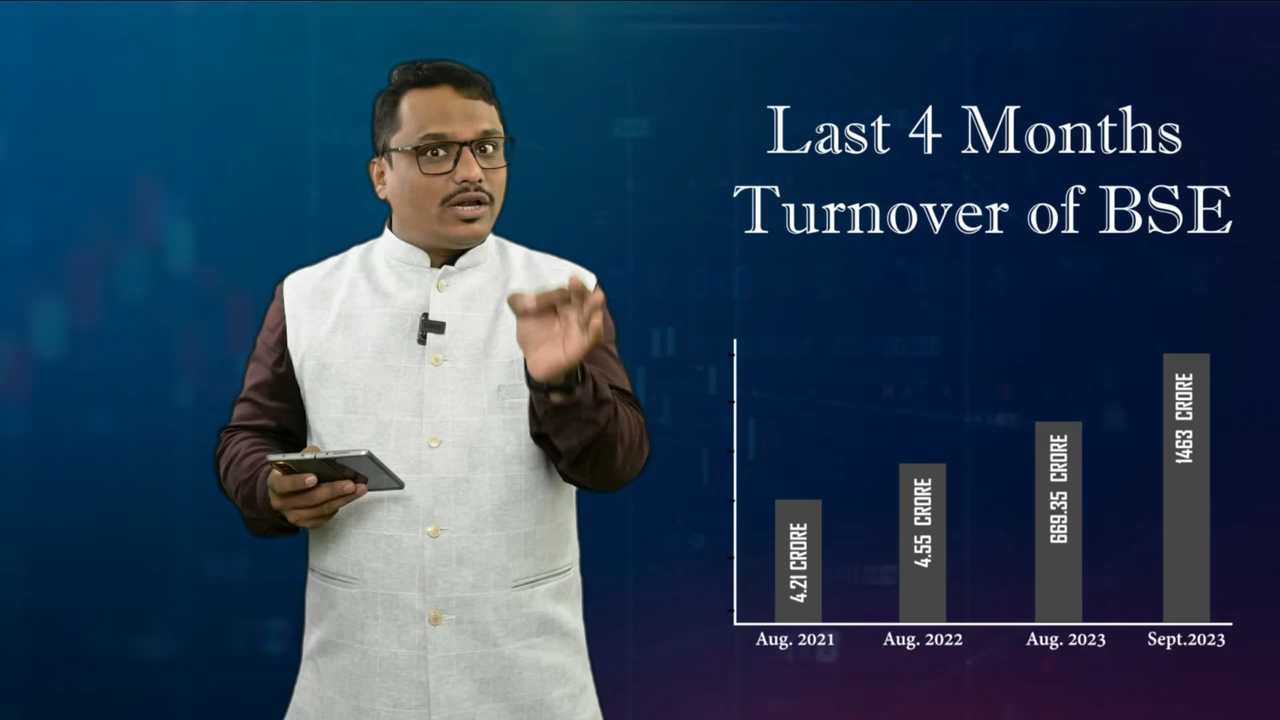 Last 4 Months
Turnover of BSE
4.21 CRORE
4.55 CRORE
669.35 CRORE
1463 CRORE
Aug. 2021
Aug. 2022
Aug. 2023
Sept.2023